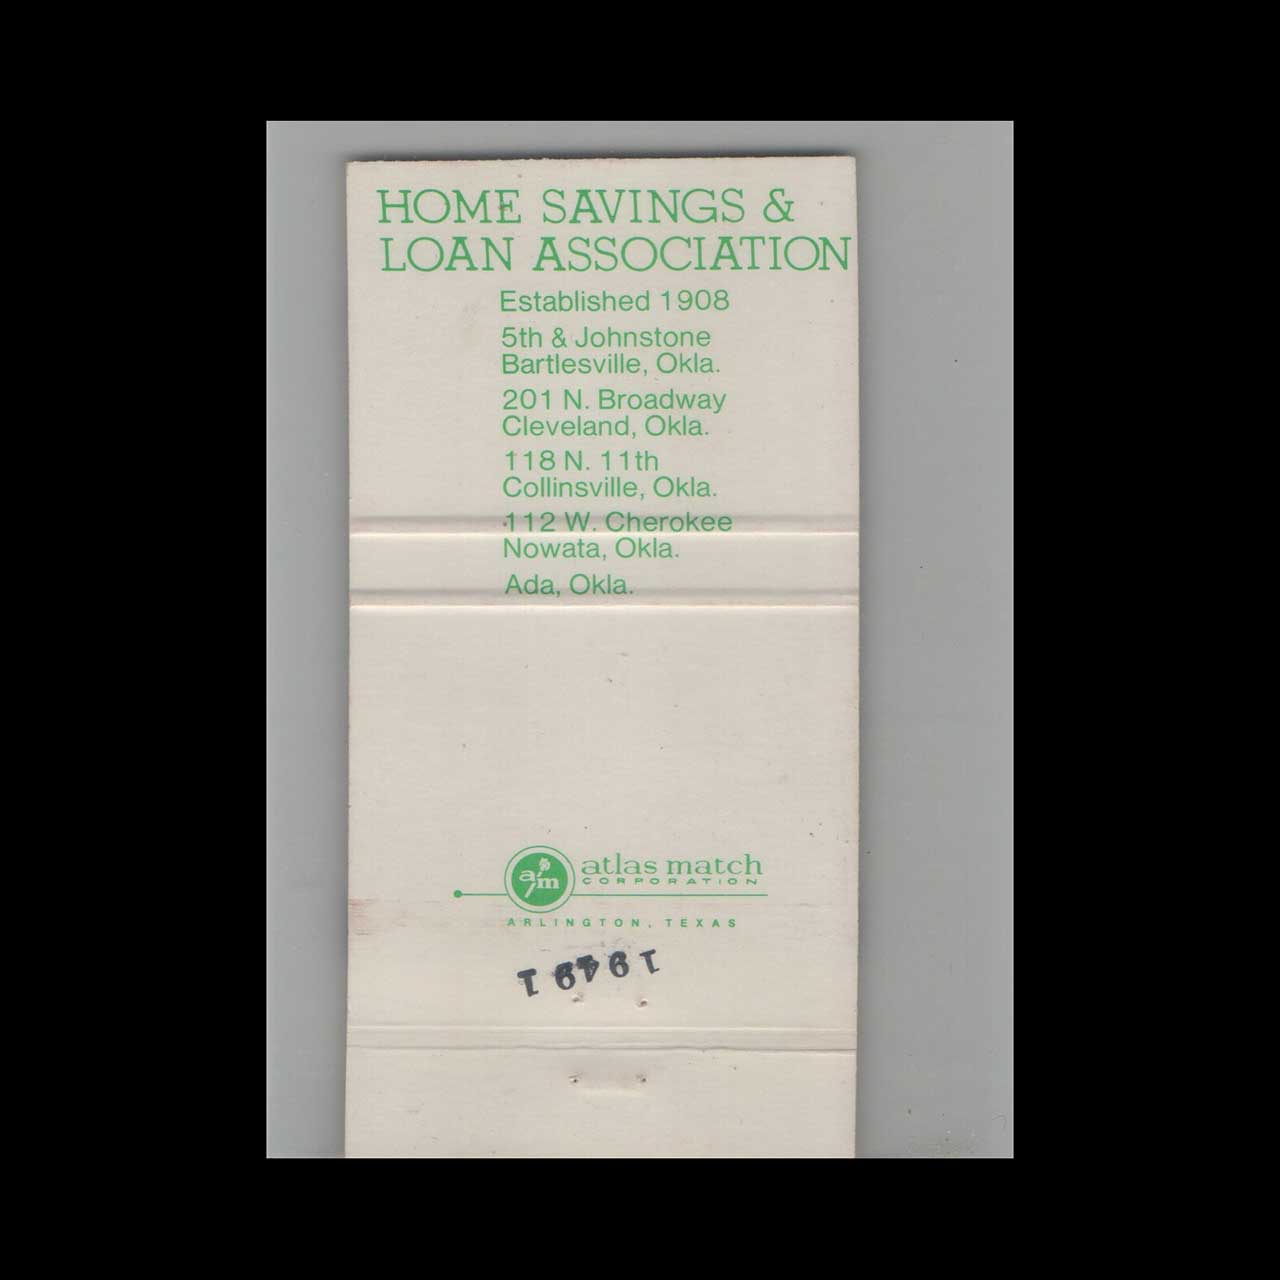 HOME SAVINGS &
LOAN ASSOCIATION
Established 1908
5th & Johnstone
Bartlesville, Okla.
201 N. Broadway
Cleveland, Okla.
118 N. 11th
Collinsville, Okla.
112 W. Cherokee
Nowata, Okla.
Ada, Okla.
a/m
atlas match
CORPORATION
ARLINGTON, TEXAS